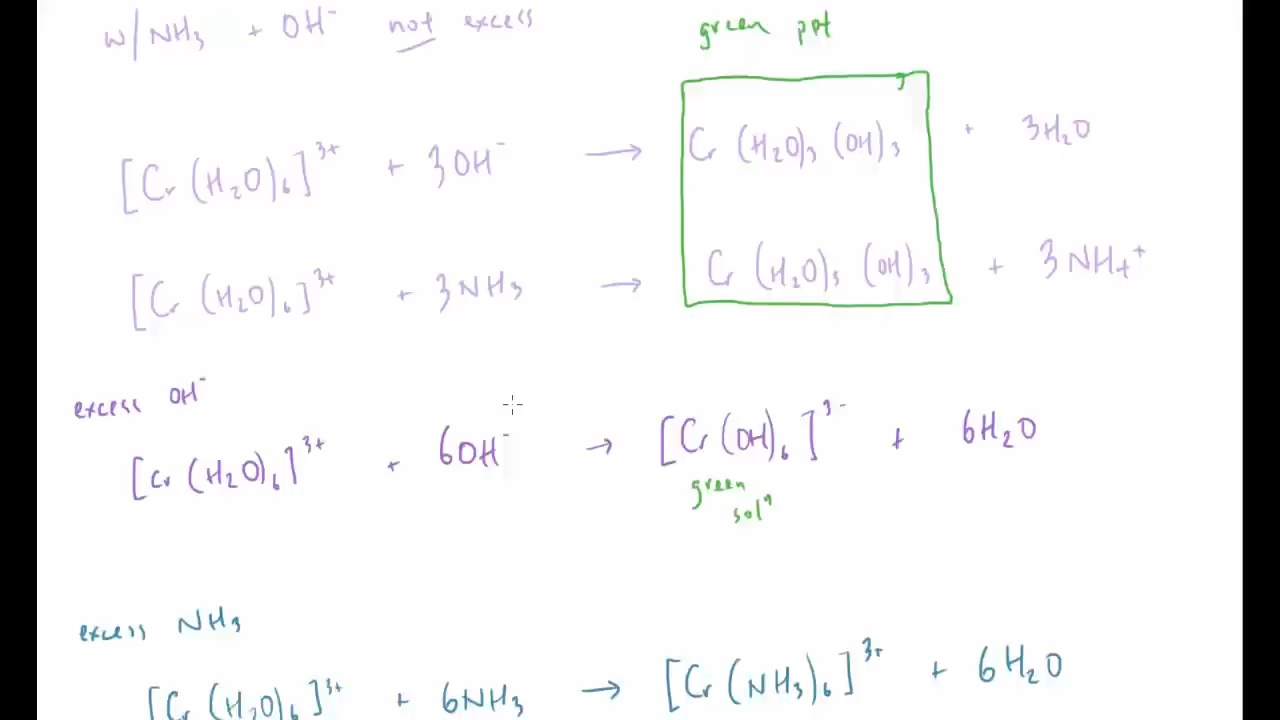 w/NH₃ + OH⁻ not excess green ppt
[Cr(H₂O)₆]³⁺ + 3OH⁻ → Cr(H₂O)₃(OH)₃ + 3H₂O
[Cr(H₂O)₆]³⁺ + 3NH₃ → Cr(H₂O)₃(OH)₃ + 3NH₄⁺
excess OH⁻
[Cr(H₂O)₆]³⁺ + 6OH⁻ → [Cr(OH)₆]³⁻ + 6H₂O
green
solⁿ
excess NH₃
[Cr(H₂O)₆]³⁺ + 6NH₃ → [Cr(NH₃)₆]³⁺ + 6H₂O